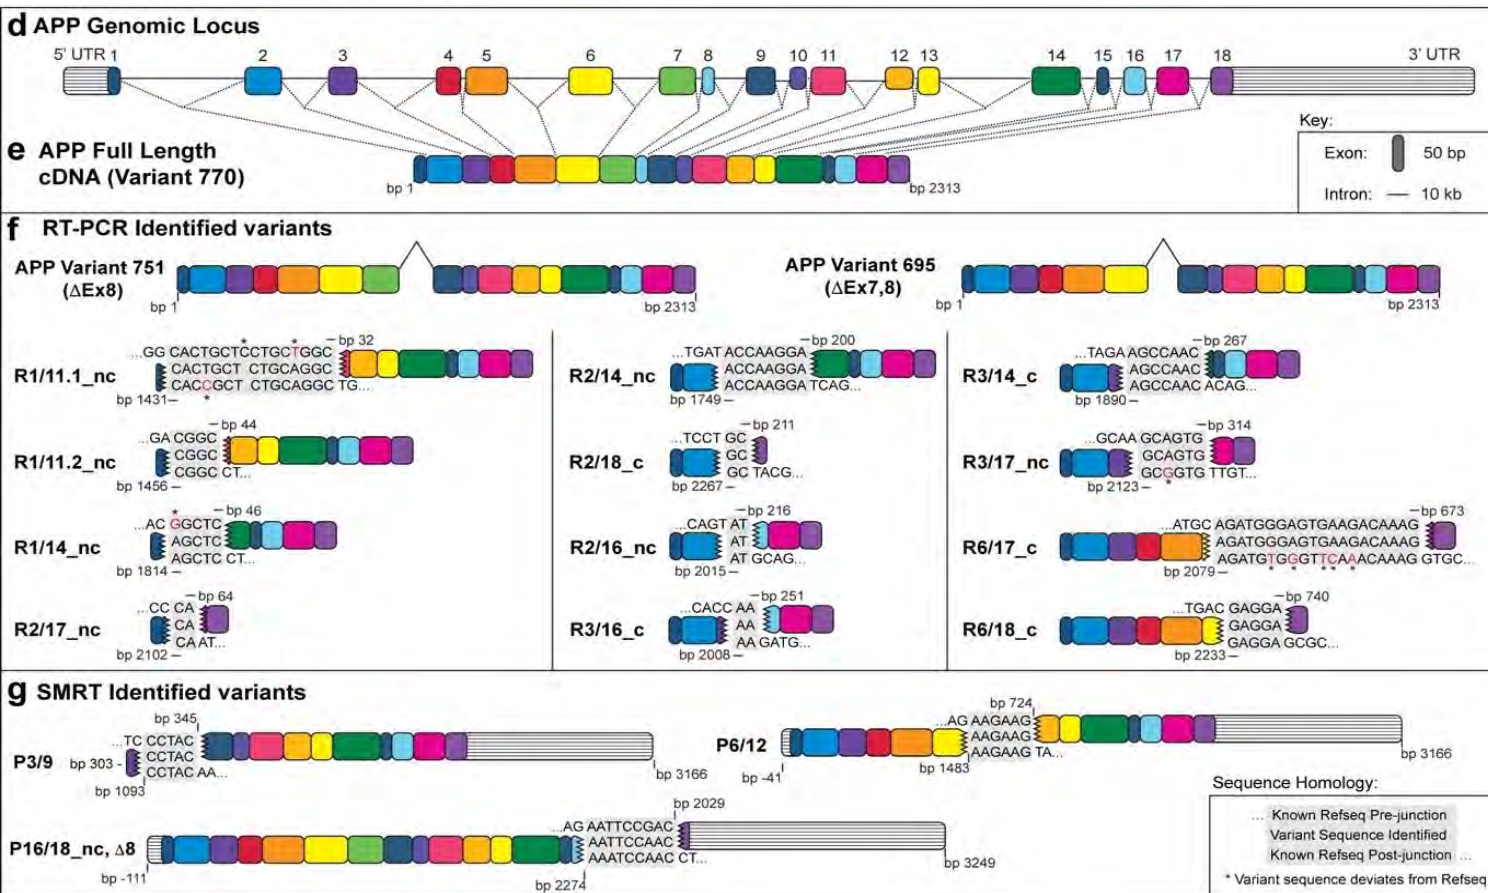 d APP Genomic Locus
5' UTR 1 2 3 4 5 6 7 8 9 10 11 12 13 14 15 16 17 18 3' UTR
e APP Full Length
cDNA (Variant 770)
bp 1
bp 2313
Key:
Exon: 50 bp
Intron: 10 kb
f RT-PCR Identified variants
APP Variant 751
(ΔEx8)
bp 1
bp 2313
APP Variant 695
(ΔEx7,8)
bp 1
bp 2313
R1/11.1_nc
bp 32
* *
...GG CACTGCTCCTGCTGGC
CACTGCT CTGCAGGC
CACCGCT CTGCAGGC TG...
bp 1431
*
R1/11.2_nc
bp 44
...GA CGGC
CGGC
CGGC CT...
bp 1456
R1/14_nc
*
bp 46
...AC GGCTC
AGCTC
AGCTC CT...
bp 1814
R2/17_nc
bp 64
...CC CA
CA
CA AT...
bp 2102
R2/14_nc
bp 200
...TGAT ACCAAGGA
ACCAAGGA
ACCAAGGA TCAG...
bp 1749
R2/18_c
bp 211
...TCCT GC
GC
GC TACG...
bp 2267
R2/16_nc
bp 216
...CAGT AT
AT
AT GCAG...
bp 2015
R3/16_c
bp 251
...CACC AA
AA
AA GATG...
bp 2008
R3/14_c
bp 267
...TAGA AGCCAAC
AGCCAAC
AGCCAAC ACAG...
bp 1890
R3/17_nc
bp 314
...GCAA GCAGTG
GCAGTG
GCGGTG TTGT...
bp 2123
*
R6/17_c
bp 673
...ATGC AGATGGGAGTGAAGACAAAG
AGATGGGAGTGAAGACAAAG
AGATGTGGGTTCAAACAAAG GTGC...
bp 2079
* * ** *
R6/18_c
bp 740
...TGAC GAGGA
GAGGA
GAGGA GCGC...
bp 2233
g SMRT Identified variants
P3/9
bp 345
...TC CCTAC
CCTAC
CCTAC AA...
bp 303
bp 1093
bp 3166
P6/12
bp 724
...AG AAGAAG
AAGAAG
AAGAAG TA...
bp -41
bp 1483
bp 3166
P16/18_nc, Δ8
bp 2029
...AG AATTCCGAC
AATTCCAAC
AAATCCAAC CT...
bp -111
bp 2274
bp 3249
Sequence Homology:
... Known Refseq Pre-junction
Variant Sequence Identified
Known Refseq Post-junction ...
* Variant sequence deviates from Refseq